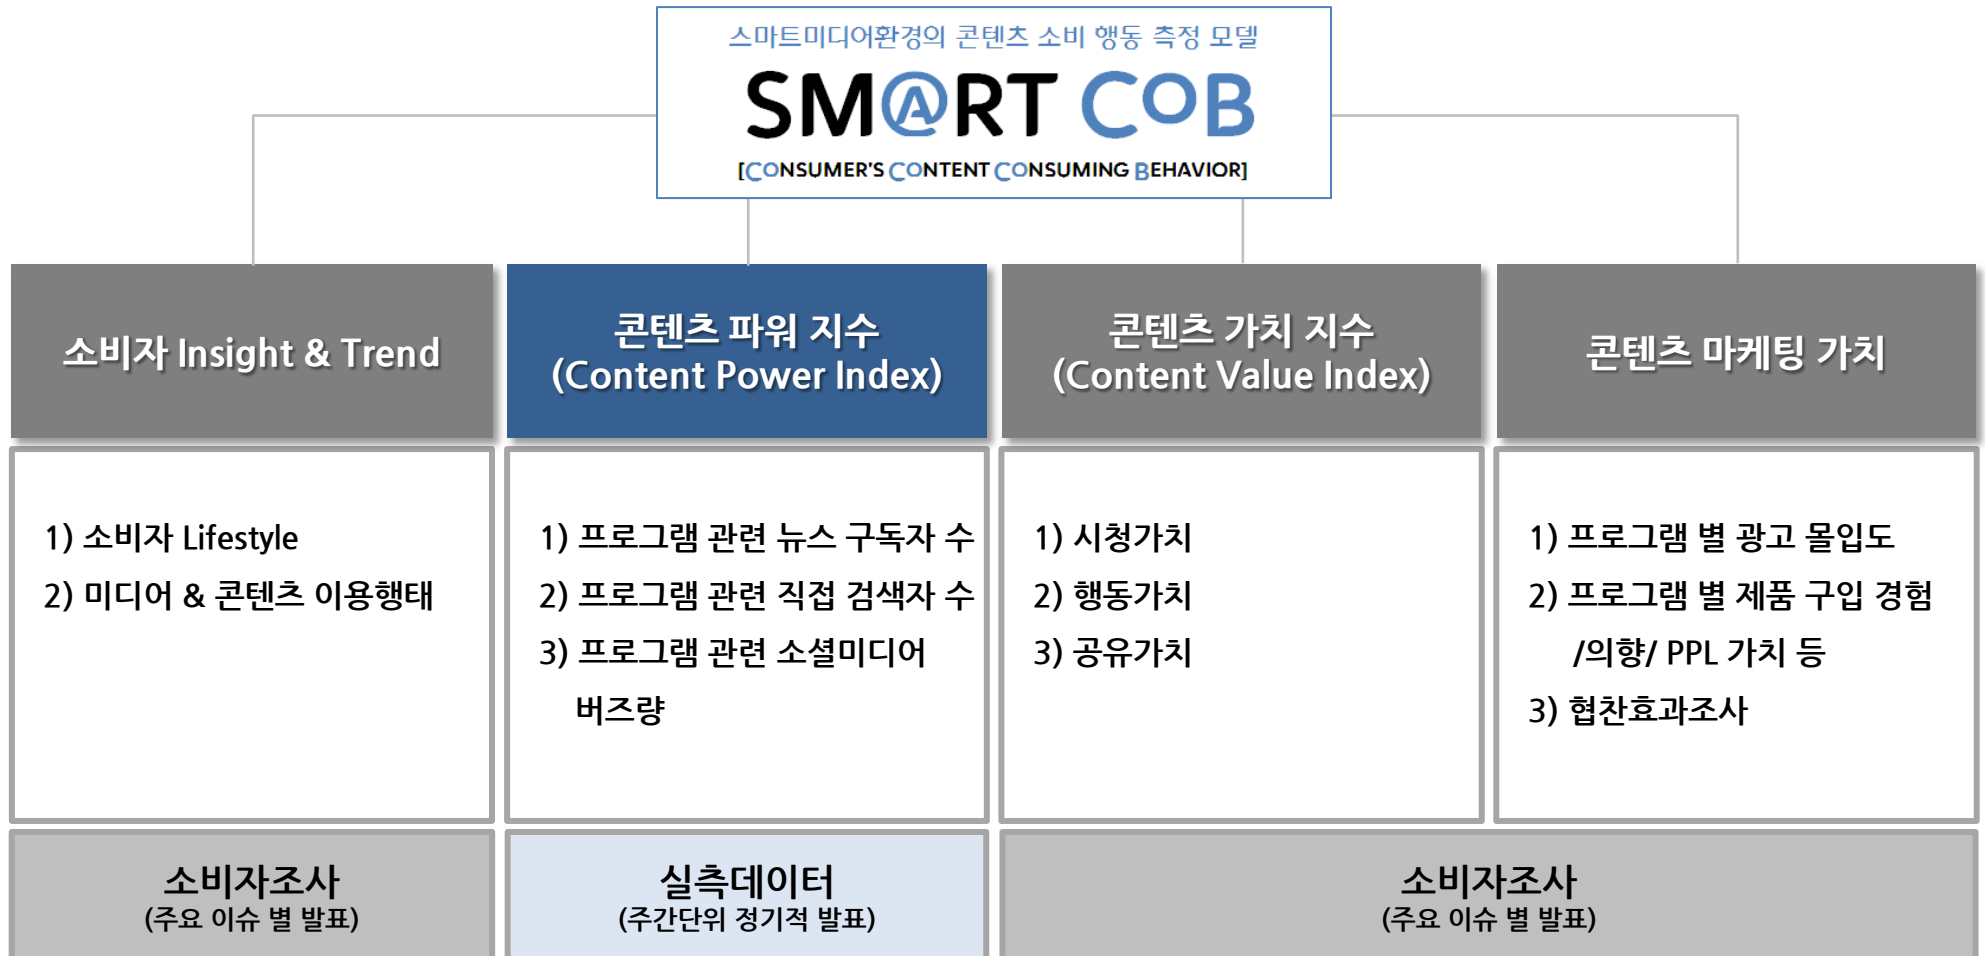 스마트미디어환경의 콘텐츠 소비 행동 측정 모델
SM@RT COB
[CONSUMER'S CONTENT CONSUMING BEHAVIOR]
소비자 Insight & Trend
콘텐츠 파워 지수
(Content Power Index)
콘텐츠 가치 지수
(Content Value Index)
콘텐츠 마케팅 가치
1) 소비자 Lifestyle
2) 미디어 & 콘텐츠 이용행태
1) 프로그램 관련 뉴스 구독자 수
2) 프로그램 관련 직접 검색자 수
3) 프로그램 관련 소셜미디어
버즈량
1) 시청가치
2) 행동가치
3) 공유가치
1) 프로그램 별 광고 몰입도
2) 프로그램 별 제품 구입 경험
/의향/ PPL 가치 등
3) 협찬효과조사
소비자조사
(주요 이슈 별 발표)
실측데이터
(주간단위 정기적 발표)
소비자조사
(주요 이슈 별 발표)